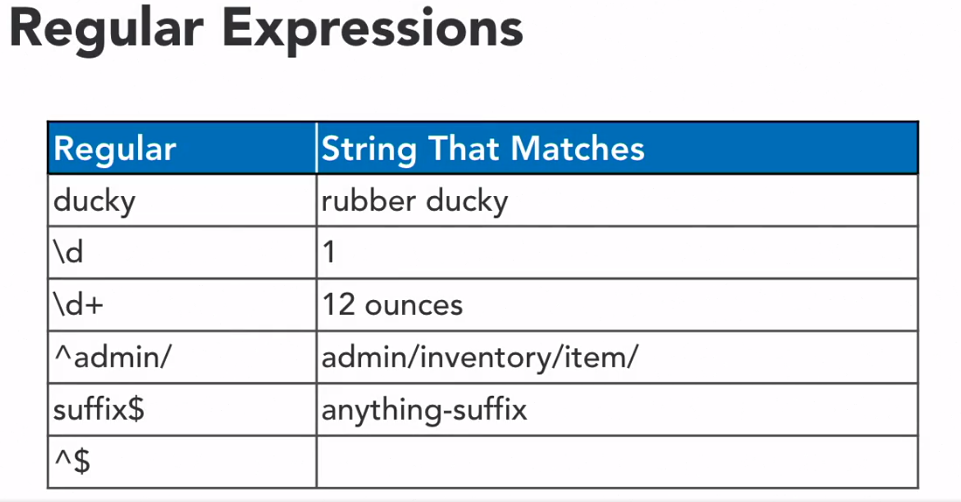 Regular Expressions
Regular String That Matches
ducky rubber ducky
\d 1
\d+ 12 ounces
^admin/ admin/inventory/item/
suffix$ anything-suffix
^$